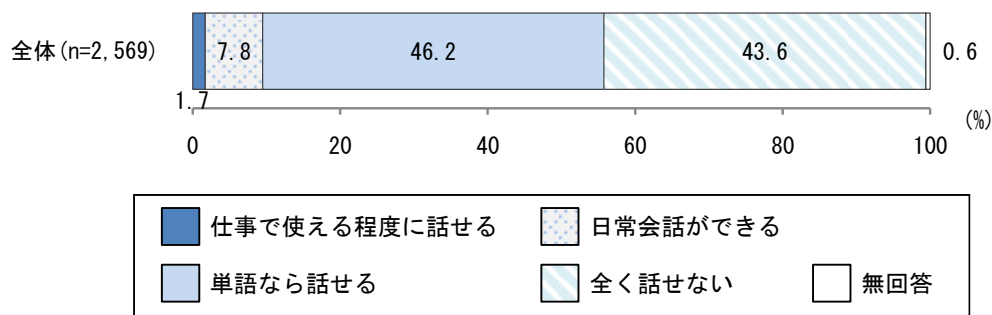 全体(n=2,569) 7.8 46.2 43.6 0.6
1.7
(%)
0 20 40 60 80 100
仕事で使える程度に話せる 日常会話ができる
単語なら話せる 全く話せない 無回答